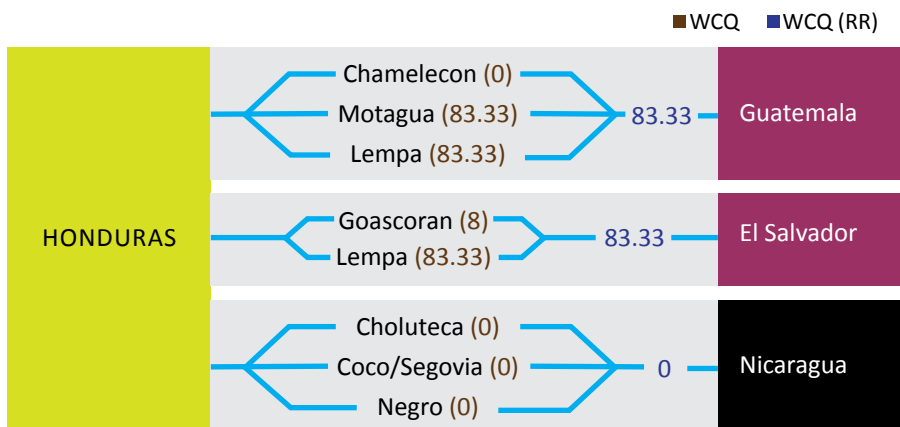 WCQ WCQ (RR)
HONDURAS
Chamelecon (0)
Motagua (83.33)
Lempa (83.33)
83.33
Guatemala
Goascoran (8)
Lempa (83.33)
83.33
El Salvador
Choluteca (0)
Coco/Segovia (0)
Negro (0)
0
Nicaragua